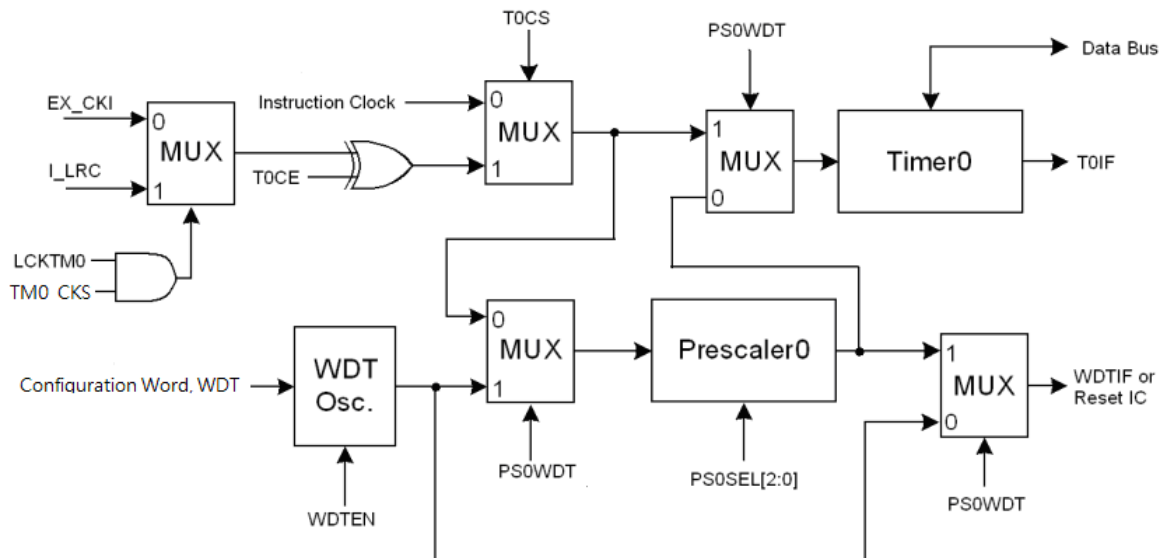 T0CS
PS0WDT
Data Bus
EX_CKI
0
MUX
I_LRC
1
Instruction Clock
0
MUX
1
T0CE
1
MUX
0
Timer0
T0IF
LCKTM0
TM0 CKS
0
MUX
1
Prescaler0
1
MUX
0
WDTIF or
Reset IC
Configuration Word, WDT
WDT
Osc.
PS0WDT
PS0SEL[2:0]
PS0WDT
WDTEN